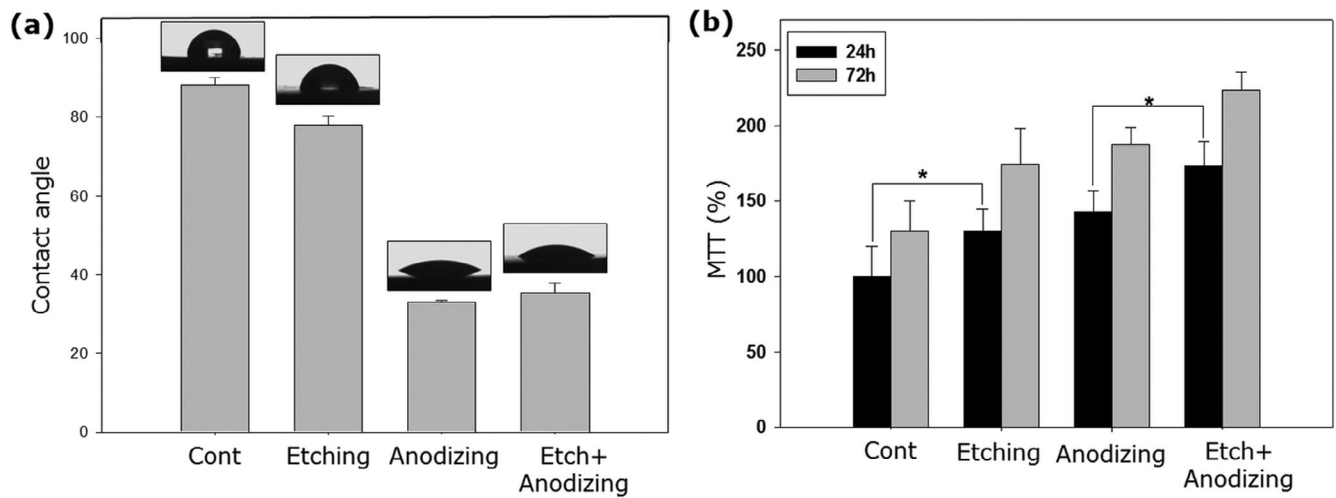 (a)
100
80
60
40
20
0
Contact angle
Cont
Etching
Anodizing
Etch+
Anodizing
(b)
24h
72h
250
200
150
100
50
0
MTT (%)
*
*
Cont
Etching
Anodizing
Etch+
Anodizing